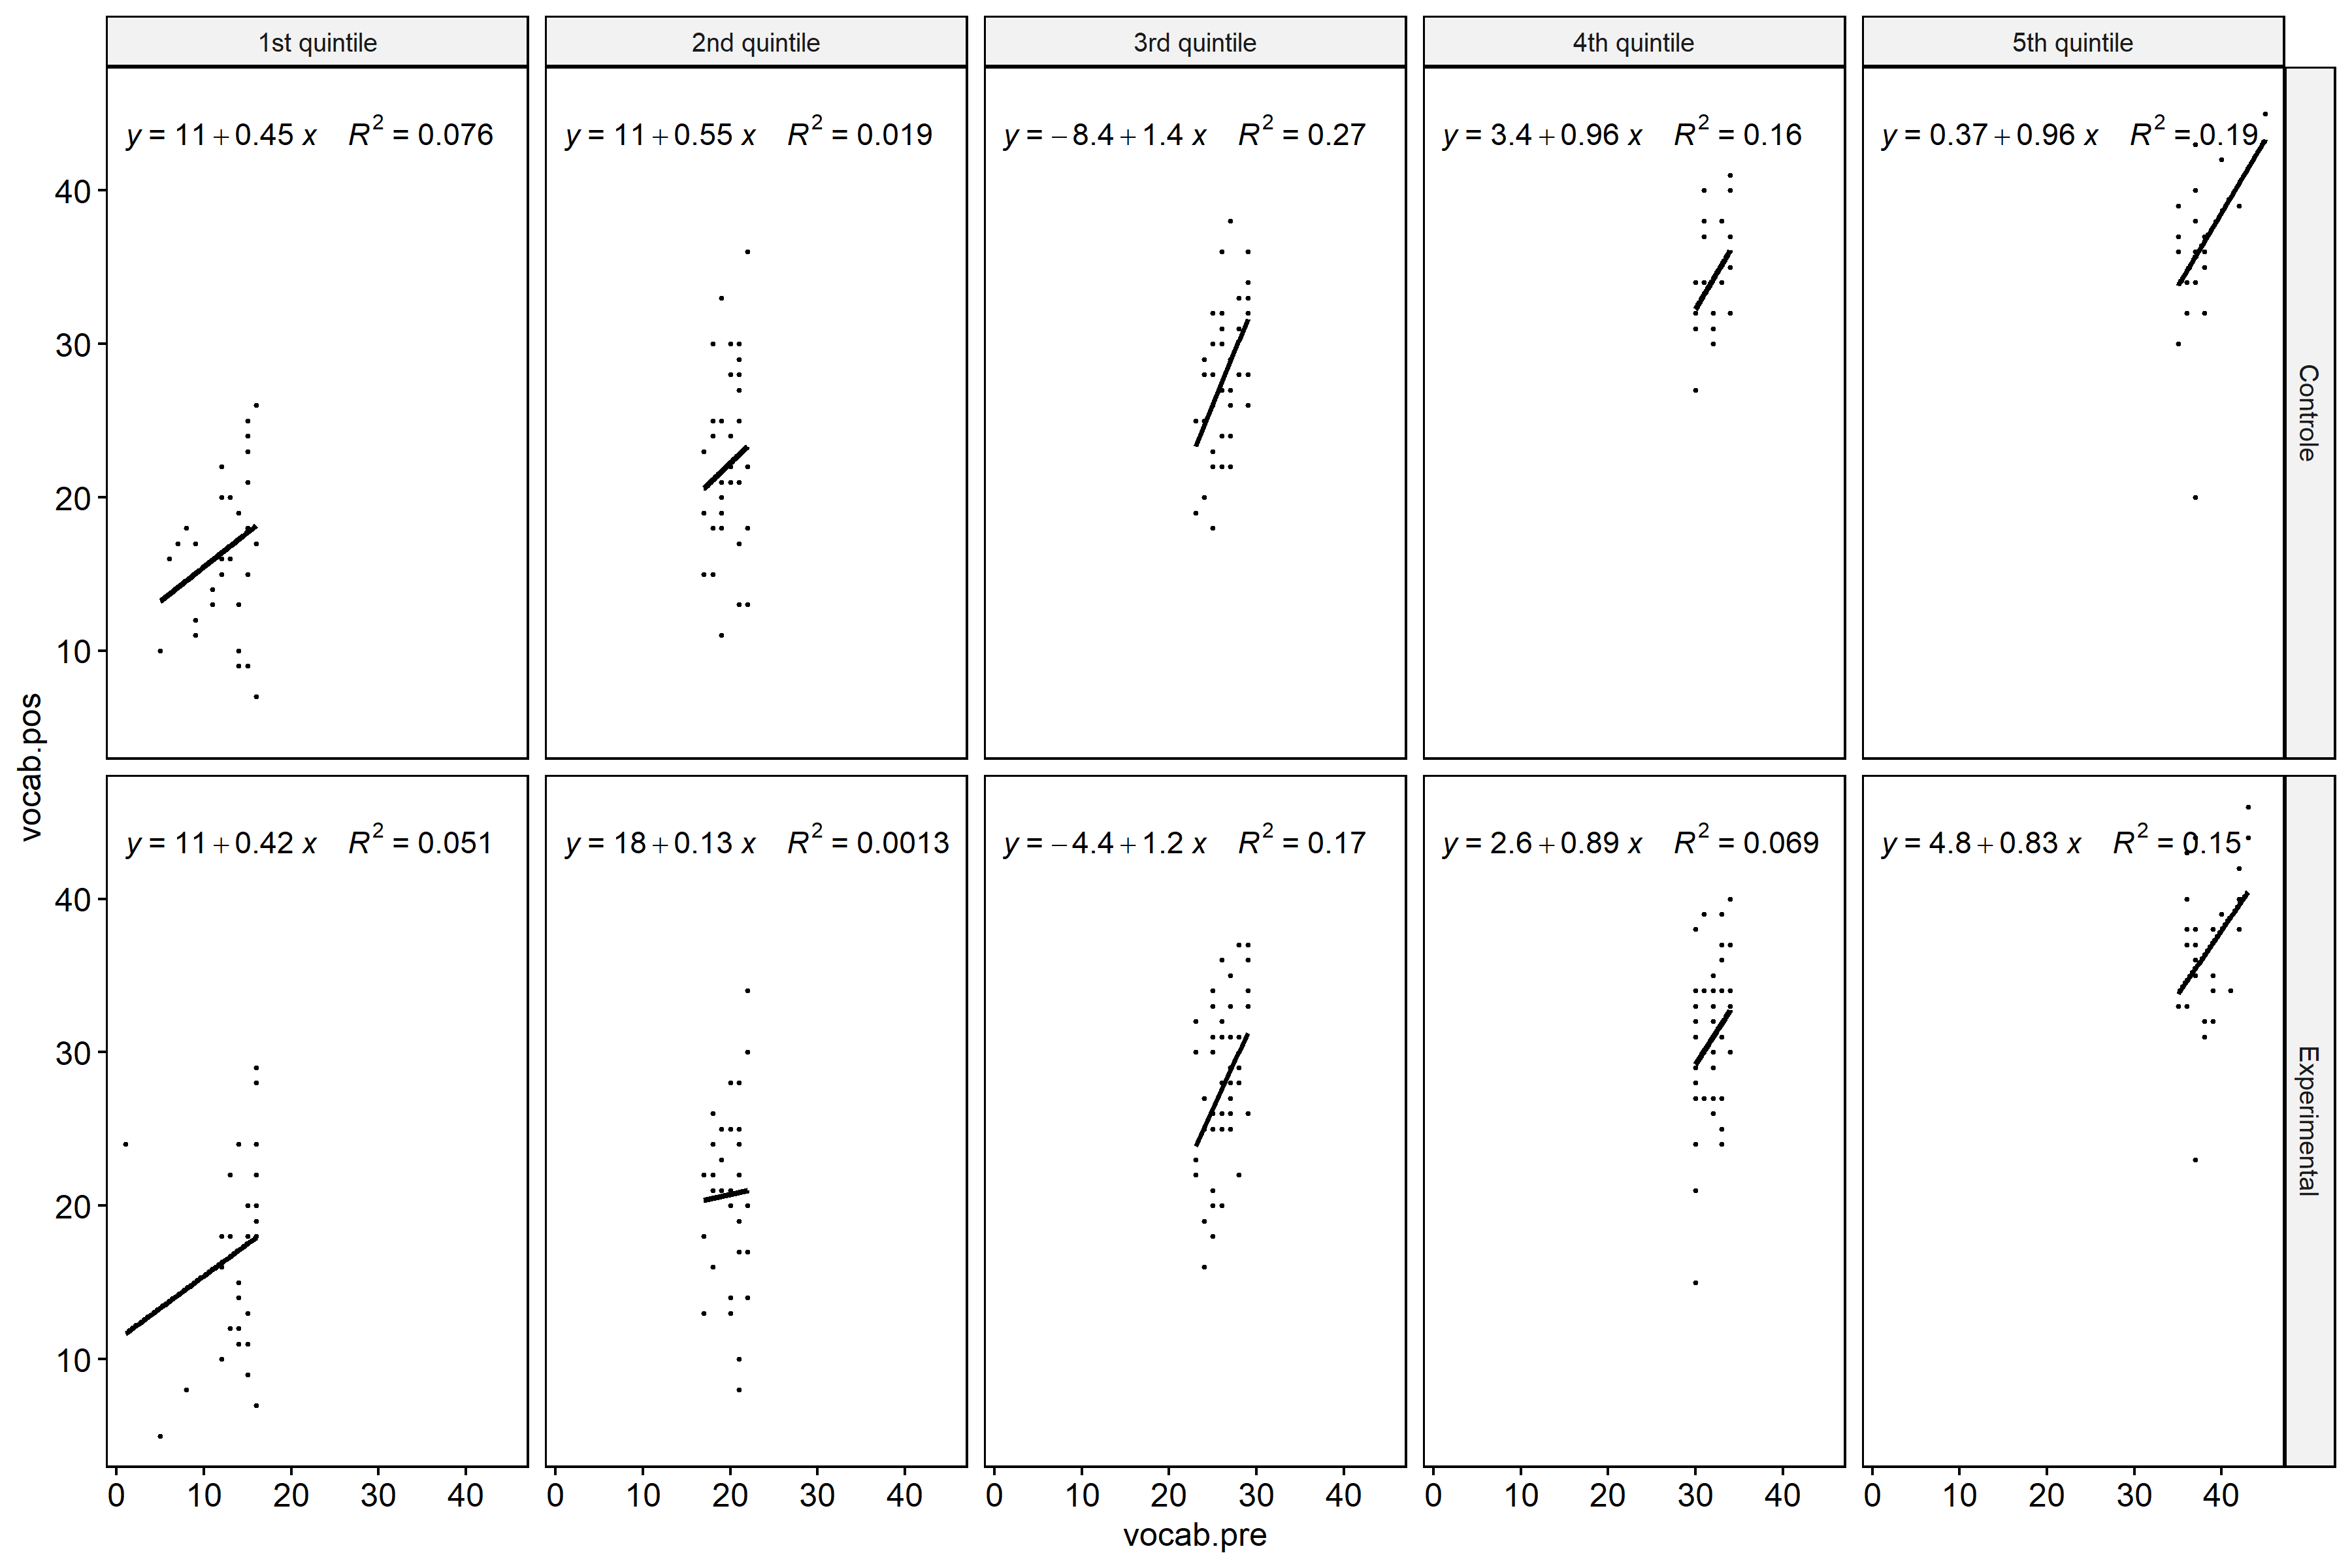 1st quintile 2nd quintile 3rd quintile 4th quintile 5th quintile
y = 11 + 0.45 x R² = 0.076
y = 11 + 0.55 x R² = 0.019
y = −8.4 + 1.4 x R² = 0.27
y = 3.4 + 0.96 x R² = 0.16
y = 0.37 + 0.96 x R² = 0.19
40
30
20
10
Controle
vocab.pos
y = 11 + 0.42 x R² = 0.051
y = 18 + 0.13 x R² = 0.0013
y = −4.4 + 1.2 x R² = 0.17
y = 2.6 + 0.89 x R² = 0.069
y = 4.8 + 0.83 x R² = 0.15
40
30
20
10
Experimental
0 10 20 30 40 0 10 20 30 40 0 10 20 30 40 0 10 20 30 40 0 10 20 30 40
vocab.pre